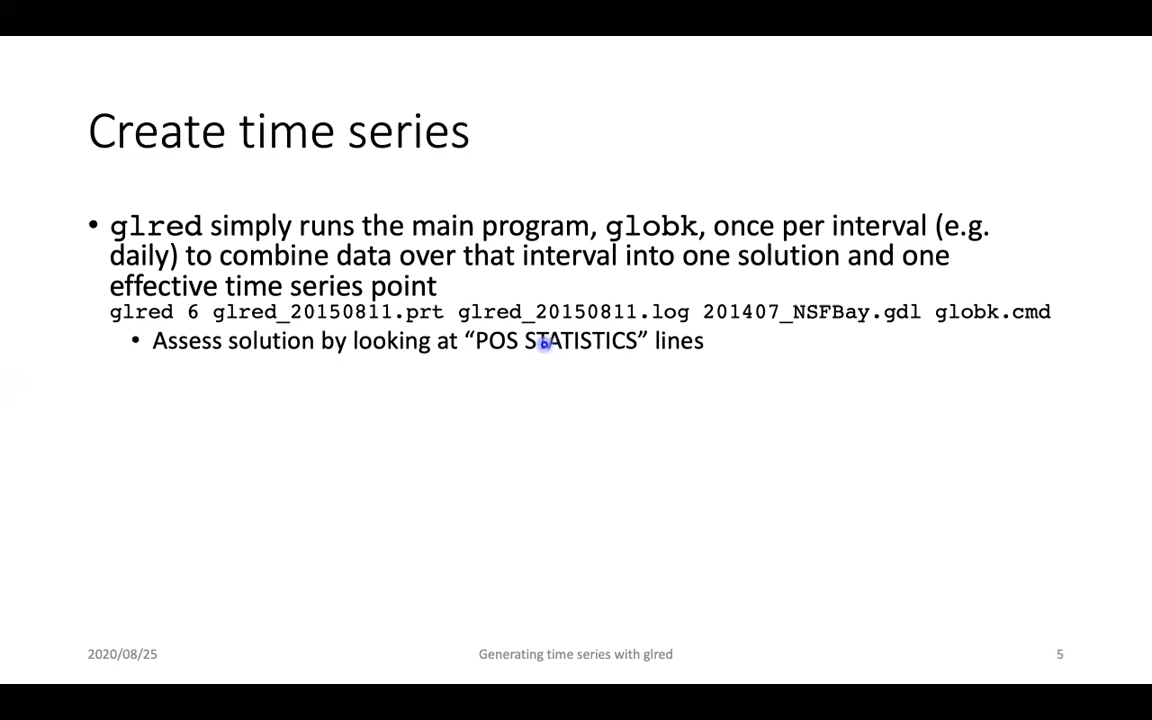 Create time series
• glred simply runs the main program, globk, once per interval (e.g.
daily) to combine data over that interval into one solution and one
effective time series point
glred 6 glred_20150811.prt glred_20150811.log 201407_NSFBay.gdl globk.cmd
• Assess solution by looking at “POS STATISTICS” lines
2020/08/25
Generating time series with glred
5